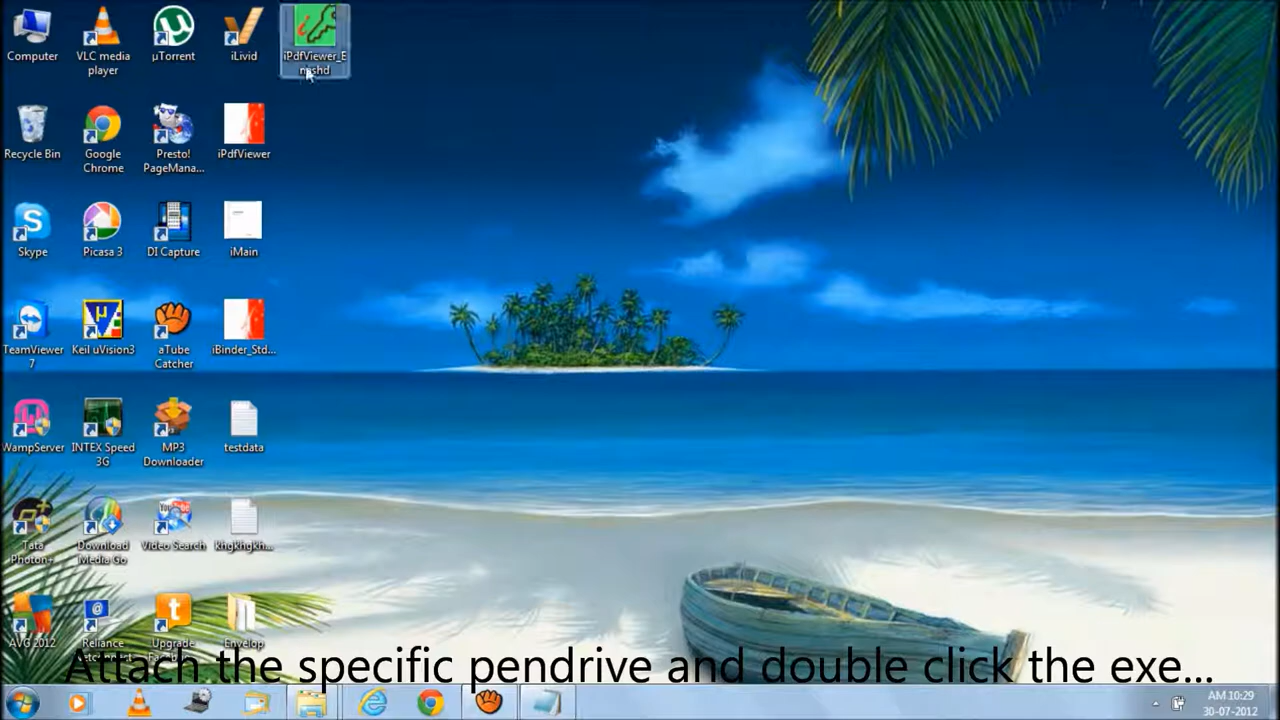 Computer
VLC media
player
µTorrent
iLivid
iPdfViewer_E
Recycle Bin
Google
Chrome
Presto!
PageMana...
iPdfViewer
Skype
Picasa 3
DI Capture
iMain
TeamViewer
7
Keil uVision3
aTube
Catcher
iBinder_Std...
WampServer
INTEX Speed
3G
MP3
Downloader
testdata
Tata
Photon+
Download
Media Go
Video Search
khgkhgkh...
AVG 2012
Reliance
Upgrade
Envelop
Attach the specific pendrive and double click the exe...
AM 10:29
30-07-2012